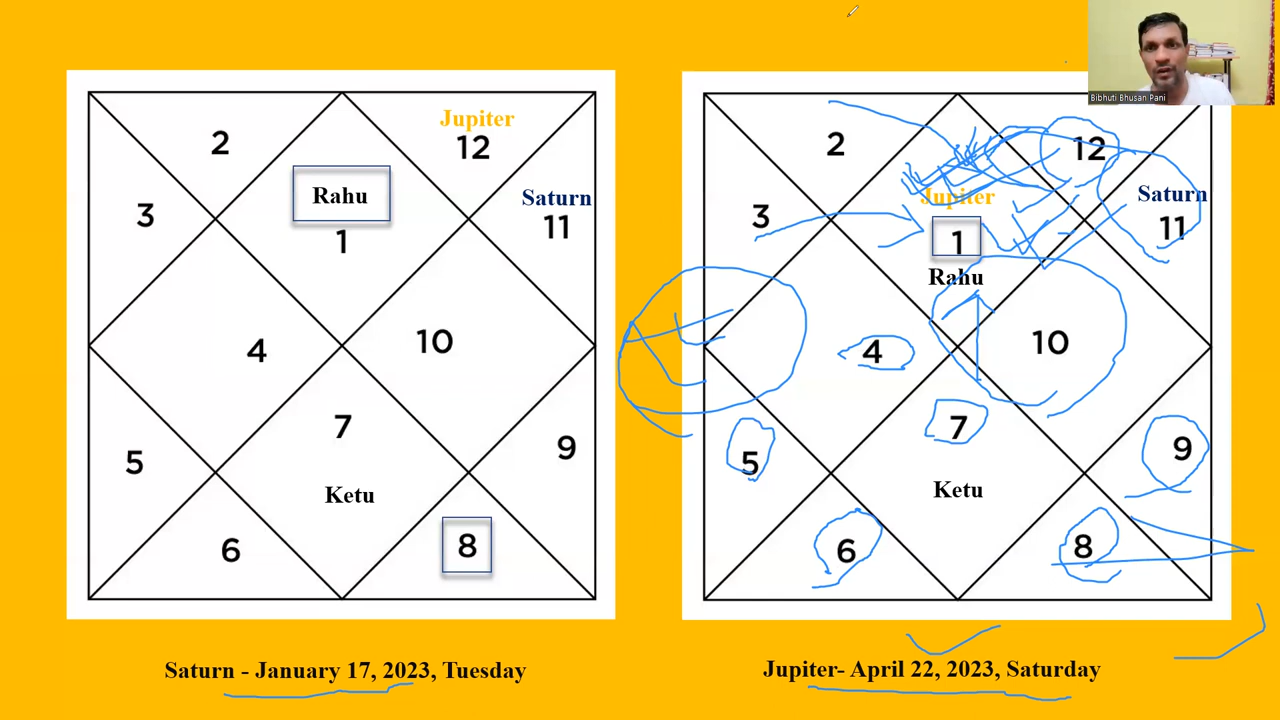 Bibhuti Bhusan Pani
2
Jupiter
12
3
Rahu
1
Saturn
11
4
10
5
7
Ketu
9
6
8
Saturn - January 17, 2023, Tuesday
2
12
3
Jupiter
1
Rahu
Saturn
11
4
10
5
7
Ketu
9
6
8
Jupiter- April 22, 2023, Saturday